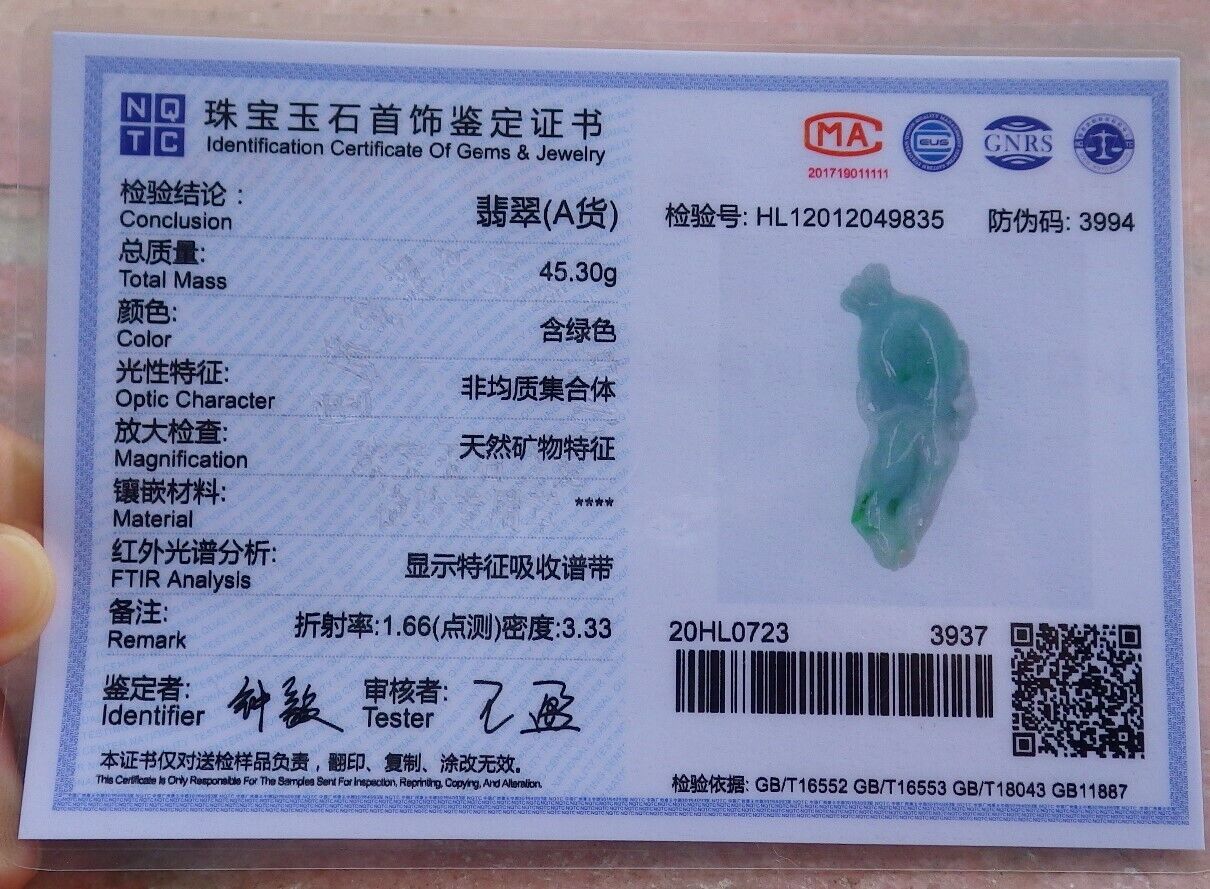 NQ
TC
珠宝玉石首饰鉴定证书
Identification Certificate Of Gems & Jewelry
检验结论：
Conclusion
翡翠(A货)
总质量:
Total Mass
45.30g
颜色:
Color
含绿色
光性特征:
Optic Character
非均质集合体
放大检查:
Magnification
天然矿物特征
镶嵌材料:
Material
****
红外光谱分析:
FTIR Analysis
显示特征吸收谱带
备注:
Remark
折射率:1.66(点测)密度:3.33
鉴定者:
Identifier
审核者:
Tester
本证书仅对送检样品负责，翻印、复制、涂改无效。
This Certificate Is Only Responsible For The Samples Sent For Inspection, Reprinting, Copying, And Alteration.
MA
201719011111
GNRS
检验号: HL12012049835
防伪码: 3994
20HL0723
3937
检验依据: GB/T16552 GB/T16553 GB/T18043 GB11887